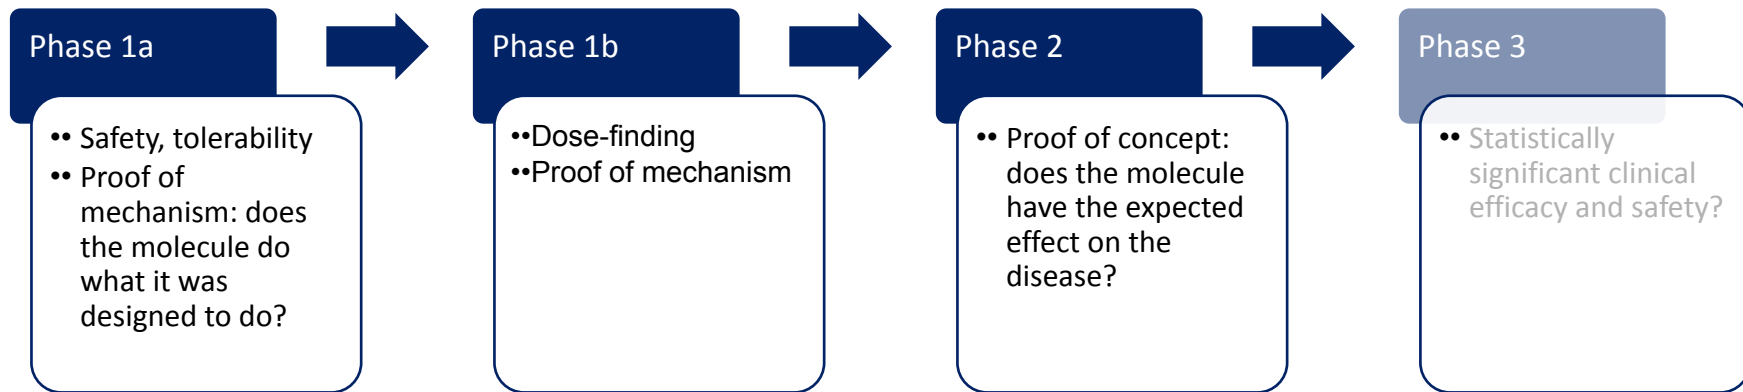 Phase 1a
•• Safety, tolerability
•• Proof of
mechanism: does
the molecule do
what it was
designed to do?
Phase 1b
••Dose-finding
••Proof of mechanism
Phase 2
•• Proof of concept:
does the molecule
have the expected
effect on the
disease?
Phase 3
•• Statistically
significant clinical
efficacy and safety?